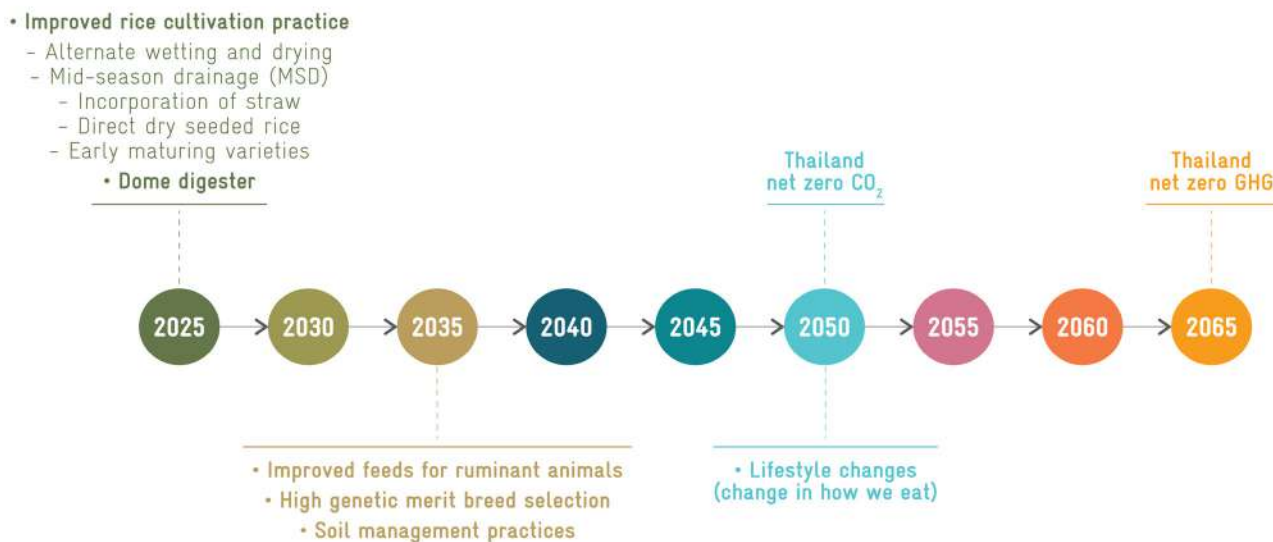 • Improved rice cultivation practice
- Alternate wetting and drying
- Mid-season drainage (MSD)
- Incorporation of straw
- Direct dry seeded rice
- Early maturing varieties
• Dome digester
Thailand
net zero CO₂
Thailand
net zero GHG
2025
2030
2035
2040
2045
2050
2055
2060
2065
• Improved feeds for ruminant animals
• High genetic merit breed selection
• Soil management practices
• Lifestyle changes
(change in how we eat)